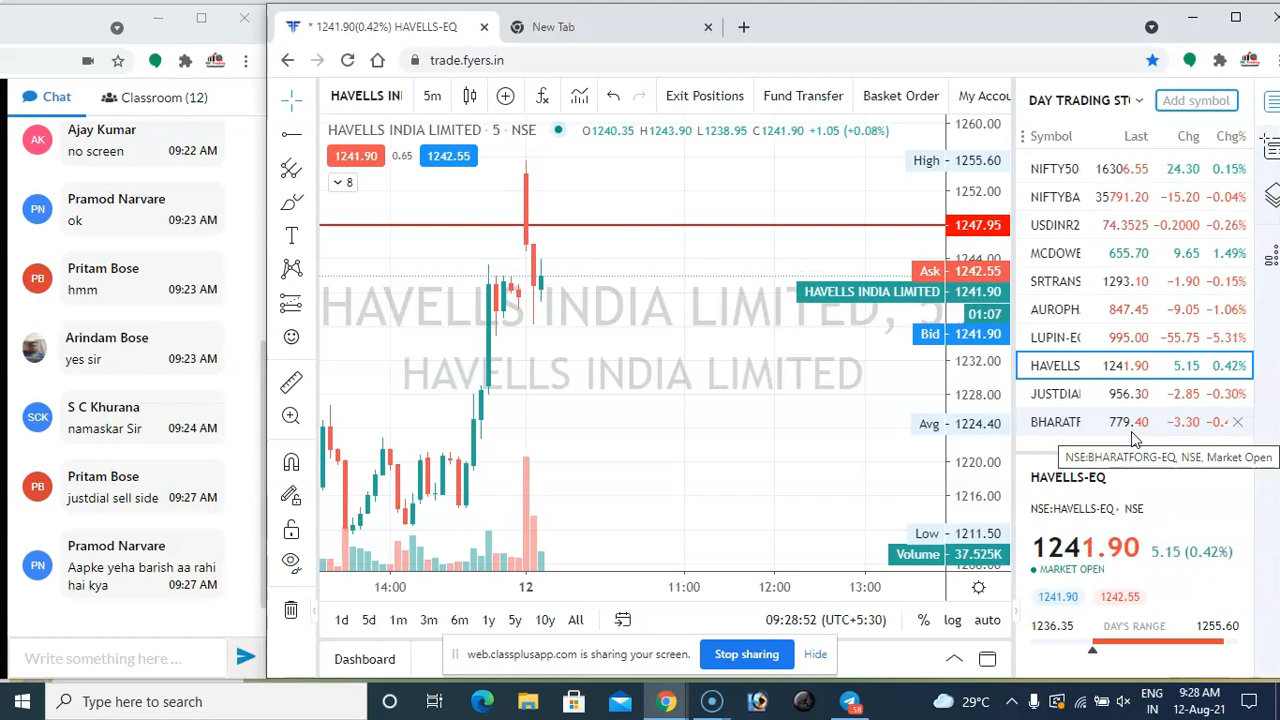 Chat
Classroom (12)
Ajay Kumar
AK
no screen
09:22 AM
Pramod Narvare
PN
ok
09:23 AM
Pritam Bose
PB
hmm
09:23 AM
Arindam Bose
yes sir
09:23 AM
S C Khurana
SCK
namaskar Sir
09:24 AM
Pritam Bose
PB
justdial sell side
09:27 AM
Pramod Narvare
PN
Aapke yeha barish aa rahi
hai kya
09:27 AM
Write something here ...
* 1241.90(0.42%) HAVELLS-EQ
New Tab
trade.fyers.in
HAVELLS INI
5m
Exit Positions
Fund Transfer
Basket Order
My Accou
HAVELLS INDIA LIMITED · 5 · NSE
O1240.35 H1243.90 L1238.95 C1241.90 +1.05 (+0.08%)
1241.90
0.65
1242.55
8
HAVELLS INDIA LIMITED, 5
HAVELLS INDIA LIMITED
1260.00
High
1255.60
1252.00
1247.95
1244.00
Ask
1242.55
HAVELLS INDIA LIMITED
1241.90
01:07
Bid
1241.90
1232.00
1228.00
Avg
1224.40
1220.00
1216.00
Low
1211.50
Volume
37.525K
14:00
12
11:00
12:00
13:00
1d
5d
1m
3m
6m
1y
5y
10y
All
09:28:52 (UTC+5:30)
%
log
auto
Dashboard
web.classplusapp.com is sharing your screen.
Stop sharing
Hide
DAY TRADING ST
Add symbol
Symbol Last Chg Chg%
NIFTY50 16306.55 24.30 0.15%
NIFTYBA 35791.20 −15.20 −0.04%
USDINR2 74.3525 −0.2000 −0.26%
MCDOWE 655.70 9.65 1.49%
SRTRANS 1293.10 −1.90 −0.15%
AUROPH 847.45 −9.05 −1.06%
LUPIN-EQ 995.00 −55.75 −5.31%
HAVELLS 1241.90 5.15 0.42%
JUSTDIAL 956.30 −2.85 −0.30%
BHARATF 779.40 −3.30 −0.4
NSE:BHARATFORG-EQ, NSE, Market Open
HAVELLS-EQ
NSE:HAVELLS-EQ · NSE
1241.90 5.15 (0.42%)
MARKET OPEN
1241.90
1242.55
1236.35
DAY'S RANGE
1255.60
Type here to search
58
29°C
ENG
IN
9:28 AM
12-Aug-21